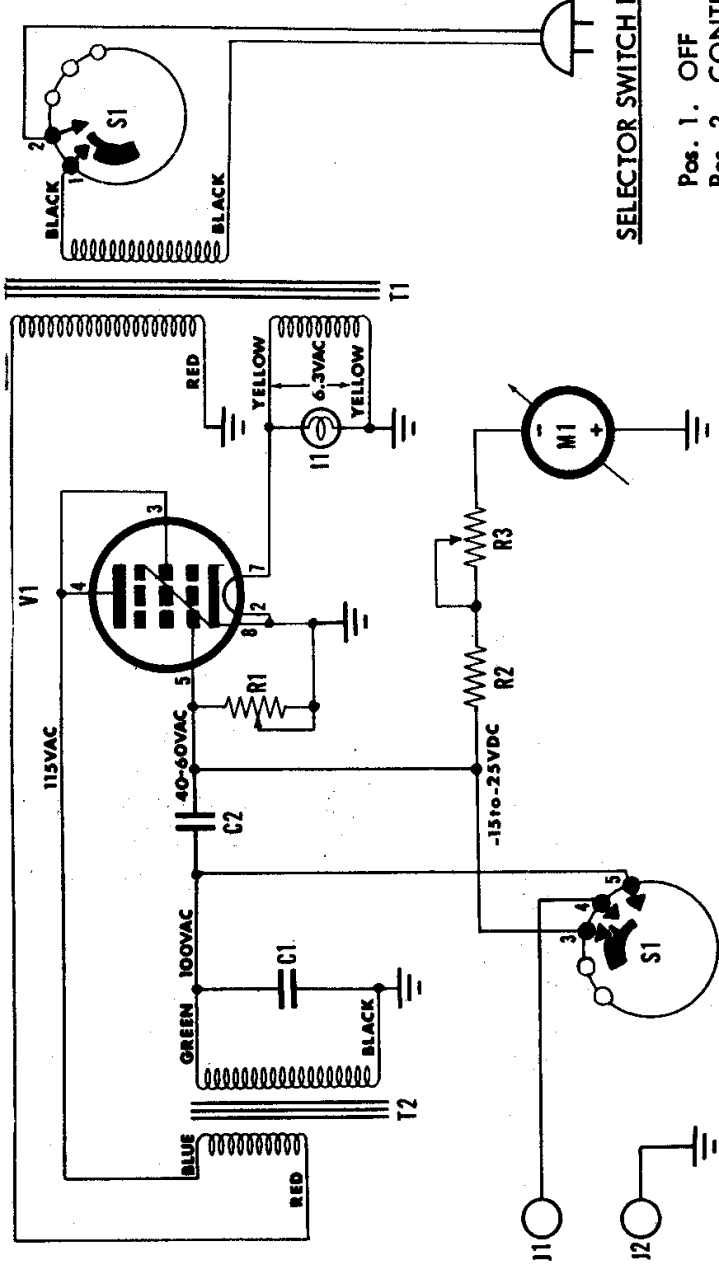 BLACK
2
1
S1
BLACK
T1
RED
YELLOW
6.3VAC
YELLOW
I1
V1
4
3
7
2
8
5
115VAC
40-60VAC
R1
C2
100VAC
GREEN
C1
BLACK
T2
BLUE
RED
-15to-25VDC
R2
R3
-
M1
+
3
4
5
S1
J1
J2
SELECTOR SWITCH
Pos. 1. OFF
Pos. 2.